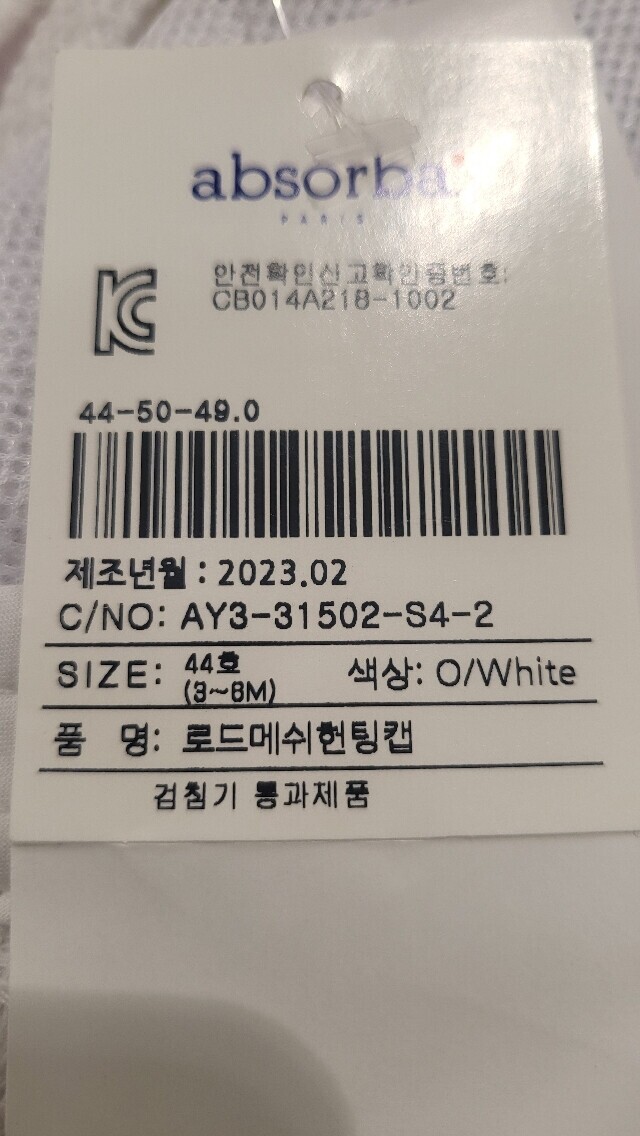 absorba
PARIS
안전확인신고확인증번호:
CB014A218-1002
44-50-49.0
제조년월 : 2023.02
C/NO: AY3-31502-S4-2
SIZE: 44호 (3~6M) 색상: O/White
품 명: 로드메쉬헌팅캡
검침기 통과제품